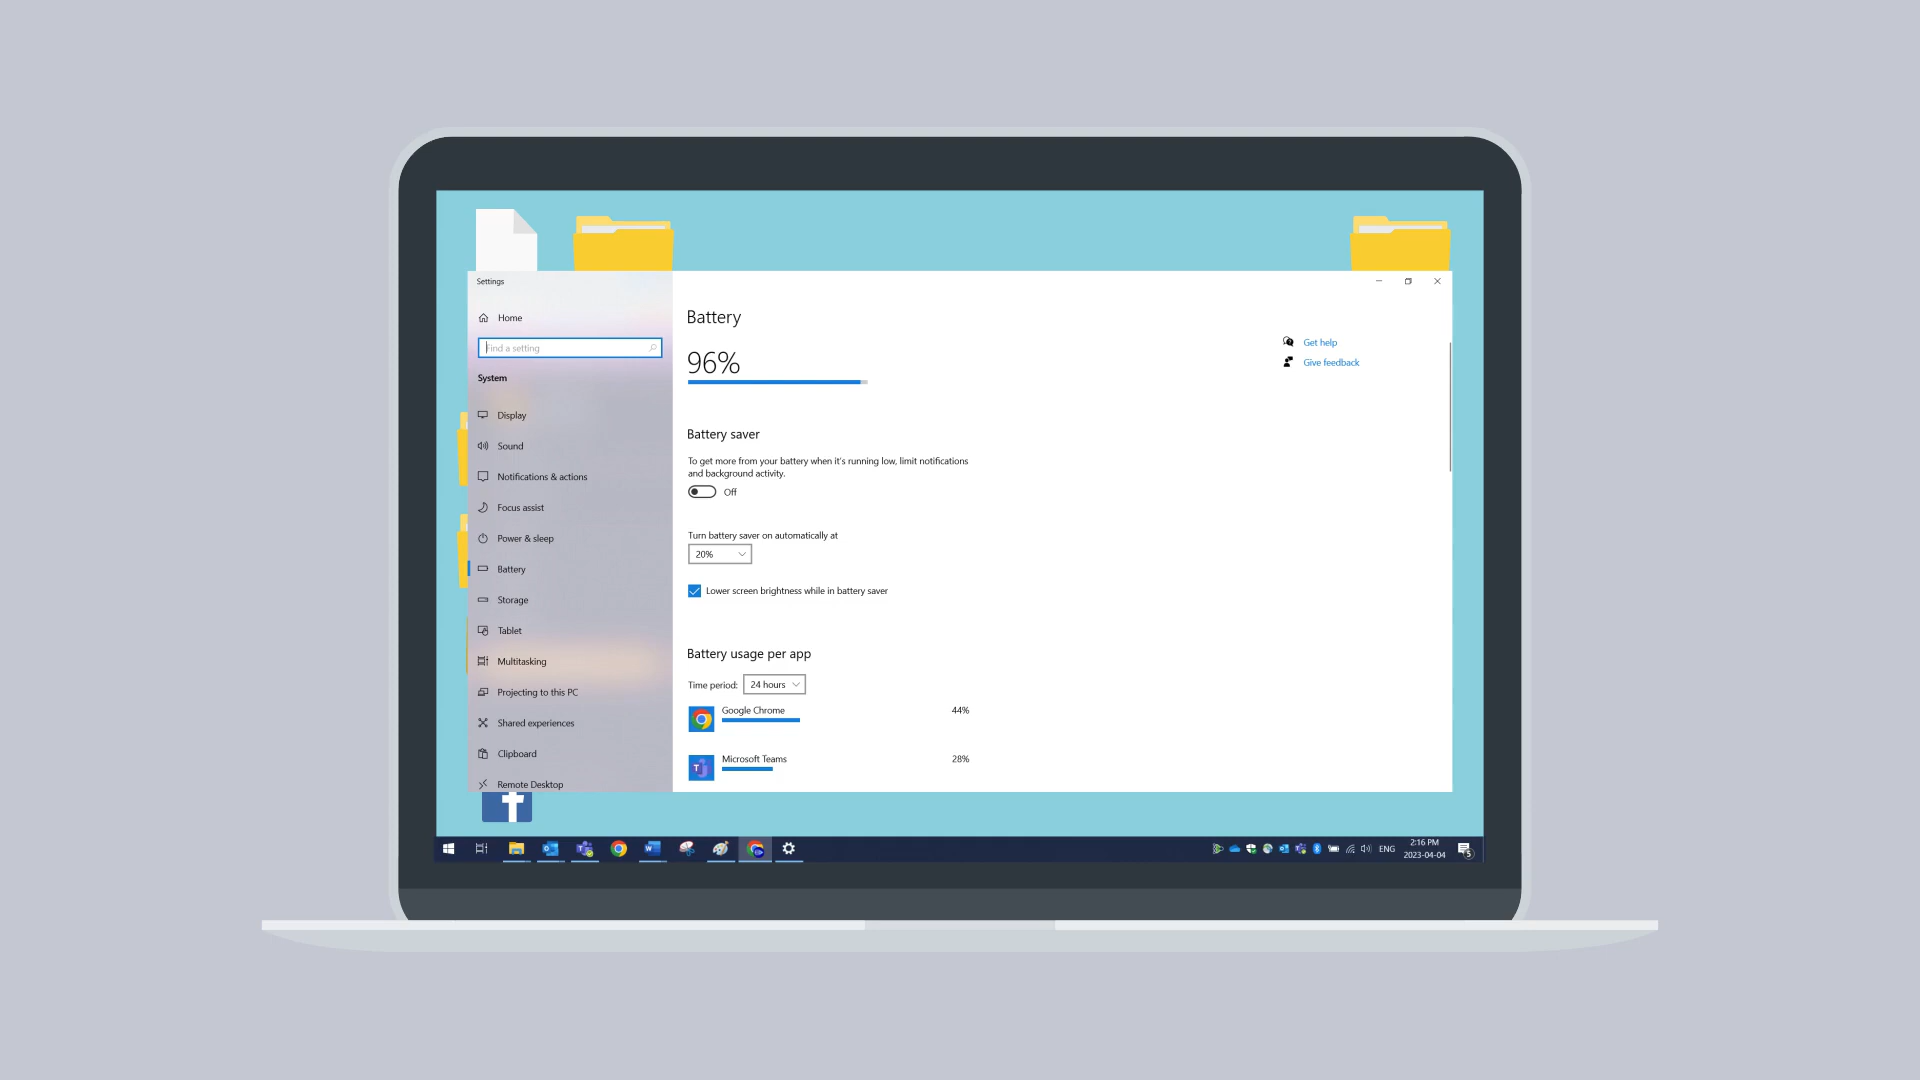 Settings
Home
Find a setting
System
Display
Sound
Notifications & actions
Focus assist
Power & sleep
Battery
Storage
Tablet
Multitasking
Projecting to this PC
Shared experiences
Clipboard
Remote Desktop
Battery
96%
Get help
Give feedback
Battery saver
To get more from your battery when it's running low, limit notifications
and background activity.
Off
Turn battery saver on automatically at
20%
Lower screen brightness while in battery saver
Battery usage per app
Time period: 24 hours
Google Chrome 44%
Microsoft Teams 28%
ENG
2:16 PM
2023-04-04
5